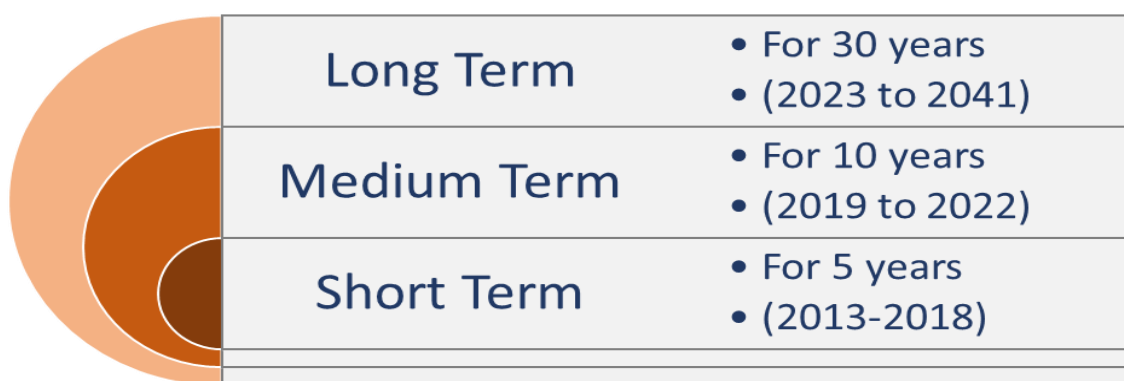 Long Term
• For 30 years
• (2023 to 2041)
Medium Term
• For 10 years
• (2019 to 2022)
Short Term
• For 5 years
• (2013-2018)